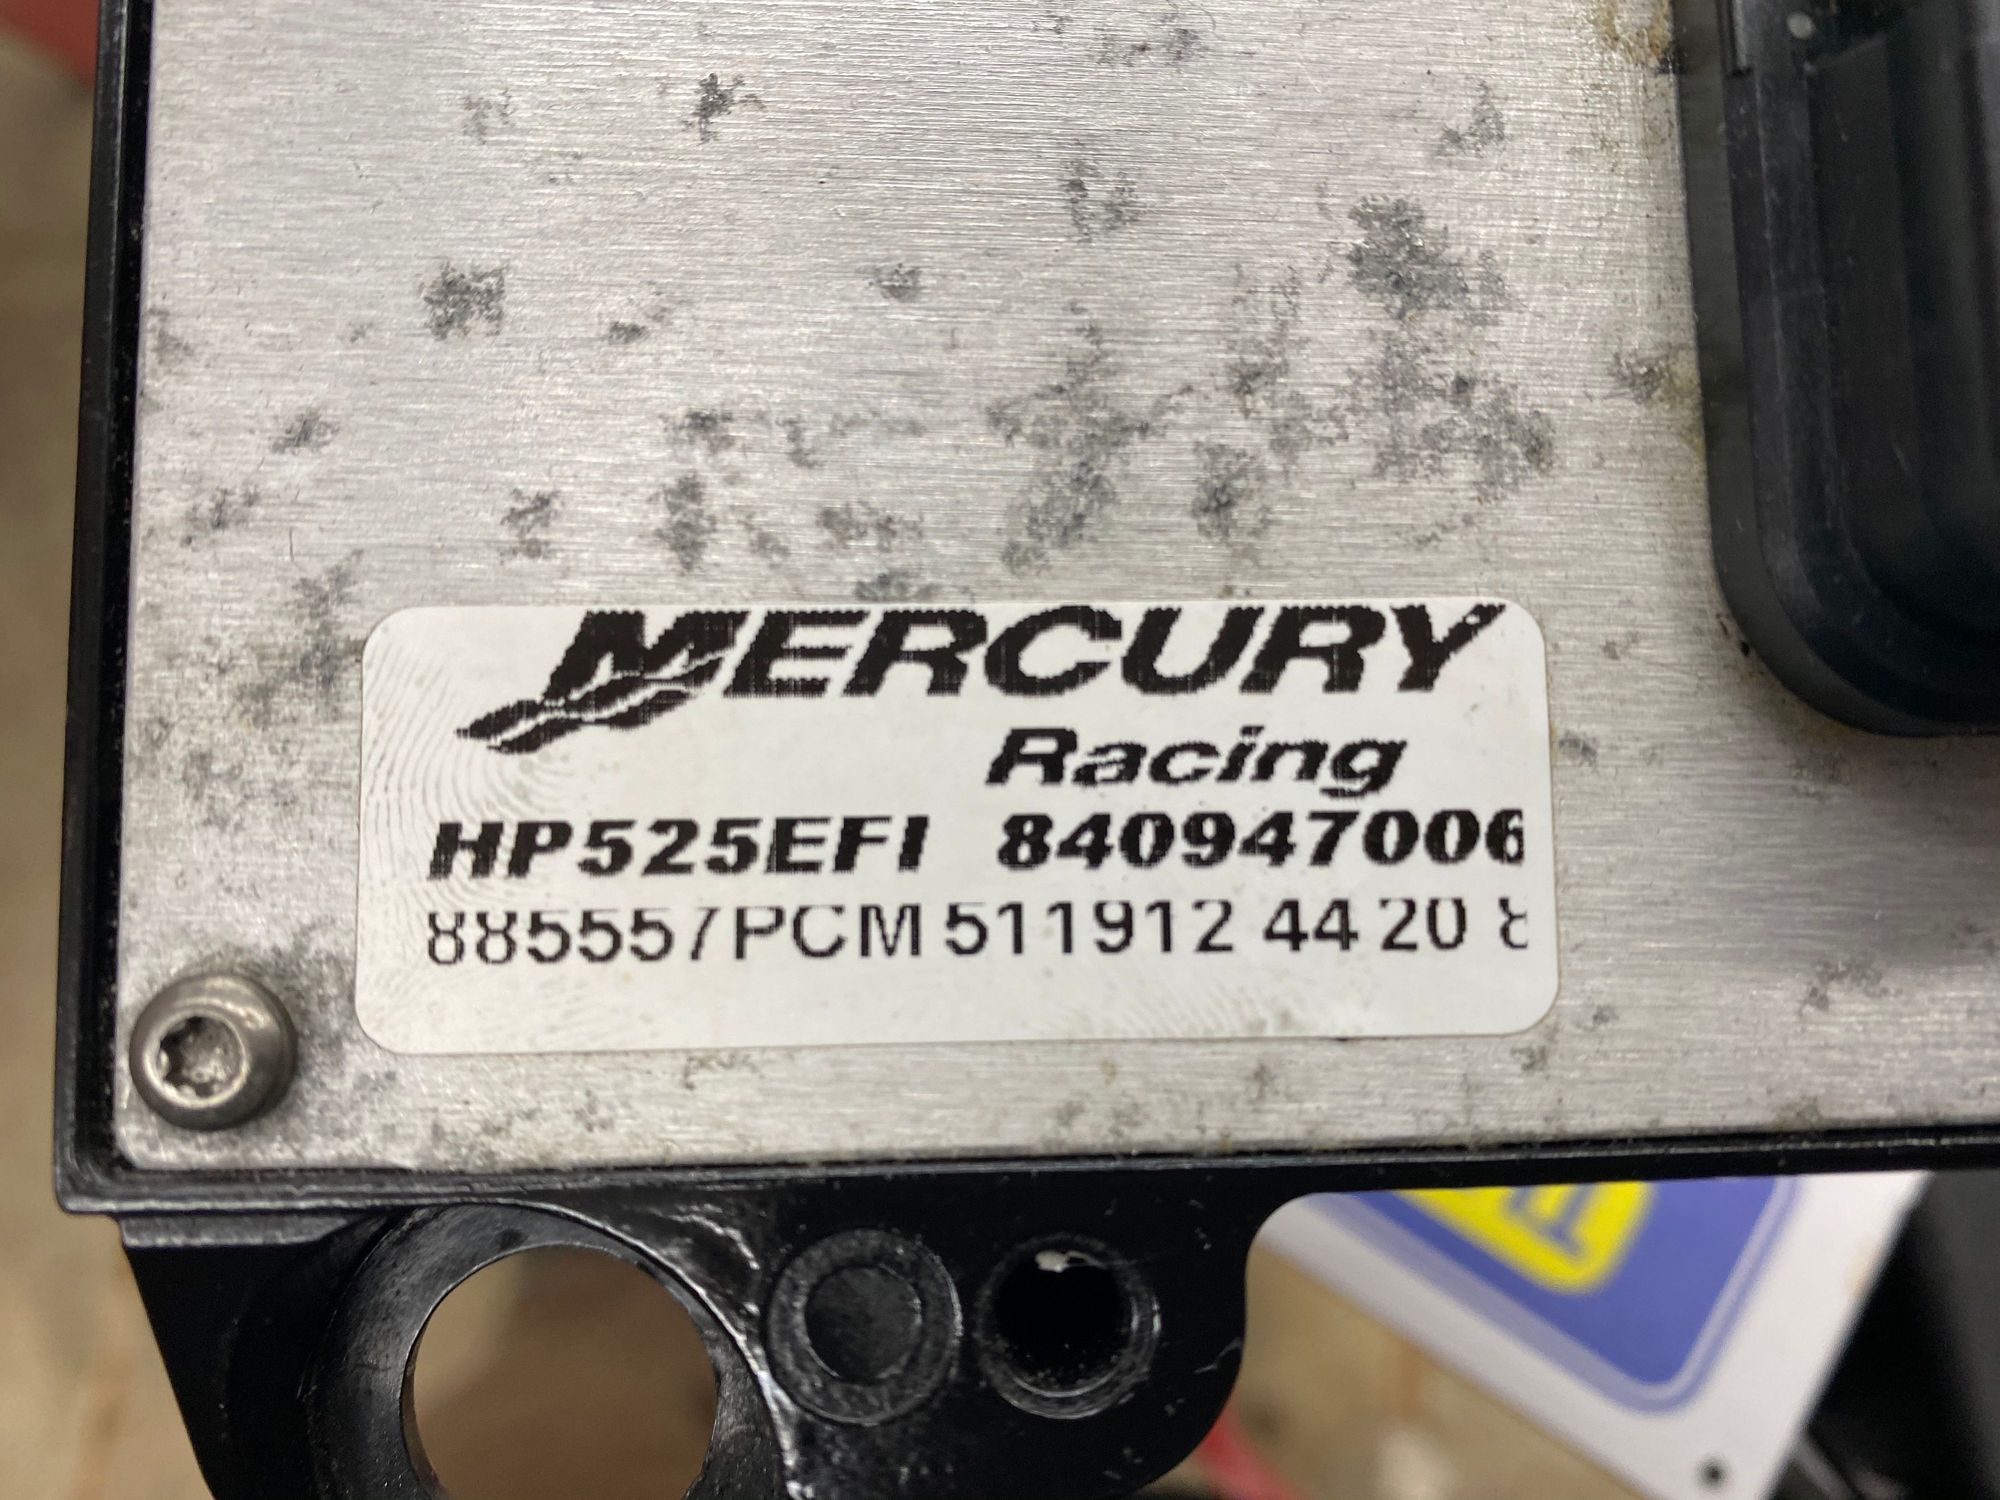 MERCURY
Racing
HP525EFI 840947006
885557PCM 511912 44 20